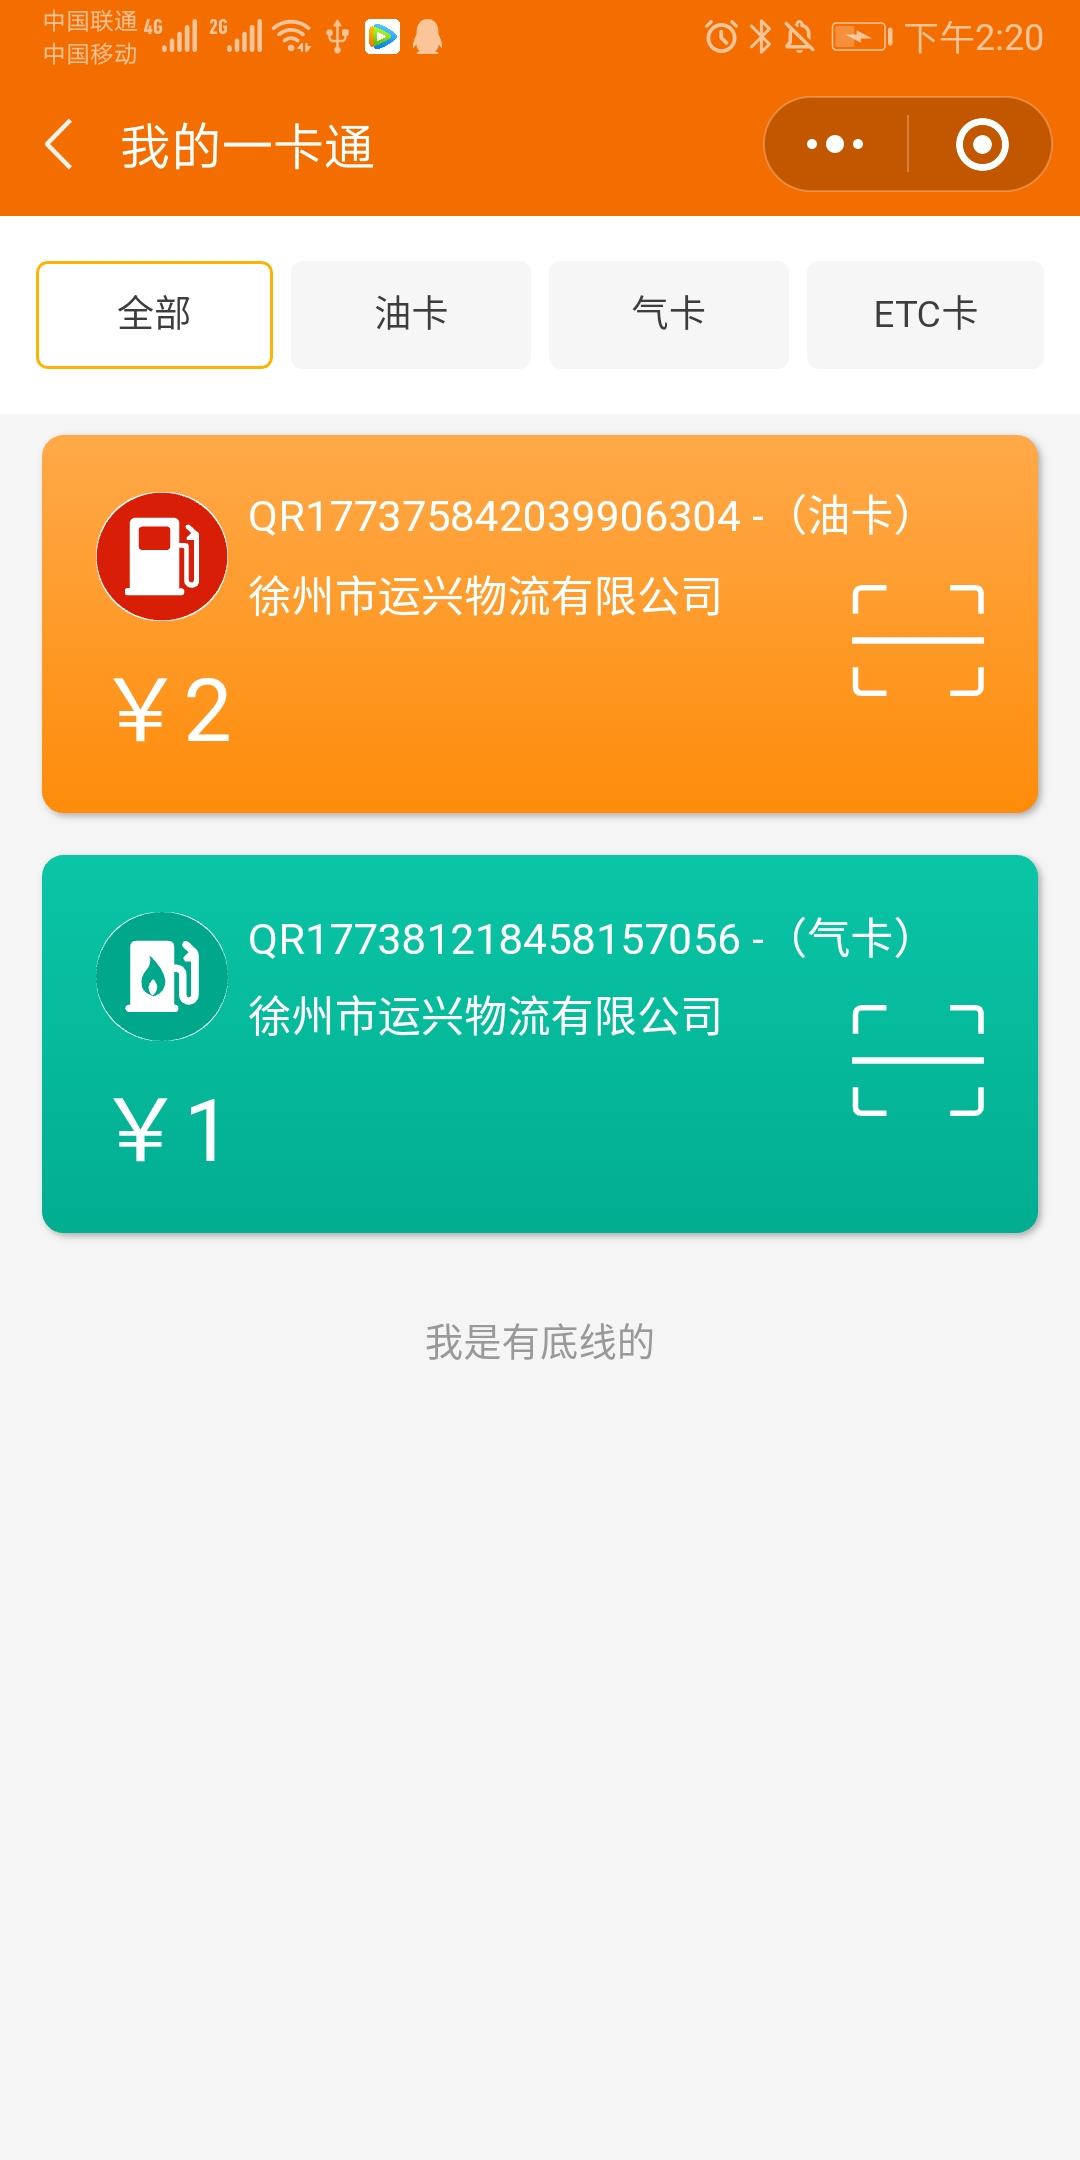 中国联通 4G 2G
中国移动
下午2:20
我的一卡通
全部
油卡
气卡
ETC卡
QR177375842039906304 -（油卡）
徐州市运兴物流有限公司
￥2
QR177381218458157056 -（气卡）
徐州市运兴物流有限公司
￥1
我是有底线的